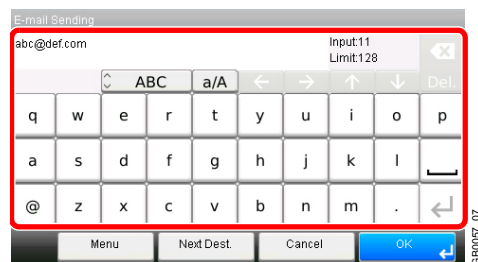 E-mail Sending
abc@def.com
Input:11
Limit:128
ABC a/A Del.
q w e r t y u i o p
a s d f g h j k l
@ z x c v b n m .
Menu Next Dest. Cancel OK
GB0057_07